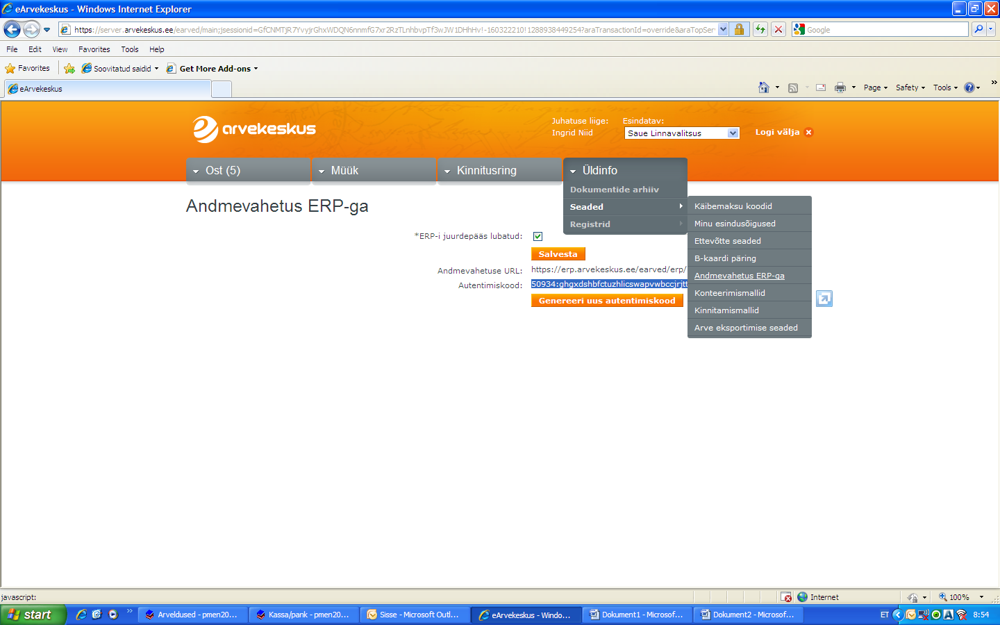 eArvekeskus - Windows Internet Explorer
https://server.arvekeskus.ee/earved/main;jsessionid=GfCNMTjR7YvyjrGhxWDQN6nnmfG7xr2RzTLnhbvpTf3wJW1DHhHv!-160322210!1288938449254?araTransactionId=override&araTopSer
Google
File Edit View Favorites Tools Help
Favorites Soovitatud saidid Get More Add-ons
eArvekeskus
Page Safety Tools
arvekeskus
Juhatuse liige: Esindatav:
Ingrid Niid Saue Linnavalitsus Logi välja
Ost (5) Müük Kinnitusring Üldinfo
Dokumentide arhiiv
Seaded
Registrid
Käibemaksu koodid
Minu esindusõigused
Ettevõtte seaded
B-kaardi päring
Andmevahetus ERP-ga
Konteerimismallid
Kinnitamismallid
Arve eksportimise seaded
Andmevahetus ERP-ga
*ERP-i juurdepääs lubatud:
Salvesta
Andmevahetuse URL: https://erp.arvekeskus.ee/earved/erp/
Autentimiskood: 50934:ghgxdshbfctuzhlicswapvwbccjrjtt
Genereeri uus autentimiskood
javascript:
Internet 100%
start Arveldused - pmen20... Kassa/pank - pmen20... Sisse - Microsoft Outl... eArvekeskus - Windo... Dokument1 - Microsof... Dokument2 - Microsof... ET 8:54